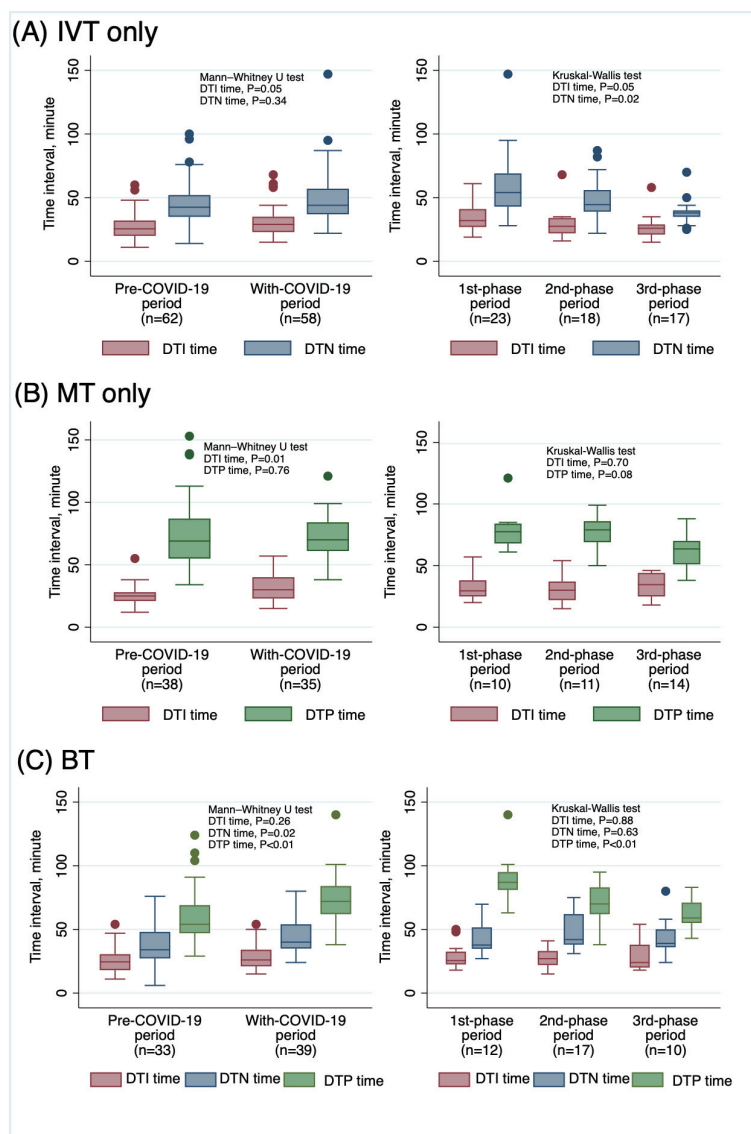 (A) IVT only
Time interval, minute
150
100
50
0
Mann–Whitney U test
DTI time, P=0.05
DTN time, P=0.34
Pre-COVID-19 period (n=62)
With-COVID-19 period (n=58)
DTI time
DTN time
Time interval, minute
150
100
50
0
Kruskal-Wallis test
DTI time, P=0.05
DTN time, P=0.02
1st-phase period (n=23)
2nd-phase period (n=18)
3rd-phase period (n=17)
DTI time
DTN time
(B) MT only
Time interval, minute
150
100
50
0
Mann–Whitney U test
DTI time, P=0.01
DTP time, P=0.76
Pre-COVID-19 period (n=38)
With-COVID-19 period (n=35)
DTI time
DTP time
Time interval, minute
150
100
50
0
Kruskal-Wallis test
DTI time, P=0.70
DTP time, P=0.08
1st-phase period (n=10)
2nd-phase period (n=11)
3rd-phase period (n=14)
DTI time
DTP time
(C) BT
Time interval, minute
150
100
50
0
Mann–Whitney U test
DTI time, P=0.26
DTN time, P=0.02
DTP time, P<0.01
Pre-COVID-19 period (n=33)
With-COVID-19 period (n=39)
DTI time
DTN time
DTP time
Time interval, minute
150
100
50
0
Kruskal-Wallis test
DTI time, P=0.88
DTN time, P=0.63
DTP time, P<0.01
1st-phase period (n=12)
2nd-phase period (n=17)
3rd-phase period (n=10)
DTI time
DTN time
DTP time